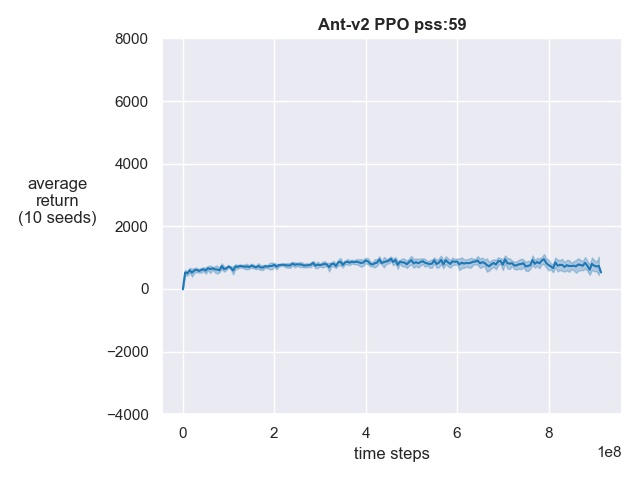 Ant-v2 PPO pss:59
8000
6000
4000
2000
0
−2000
−4000
average
return
(10 seeds)
0 2 4 6 8
1e8
time steps